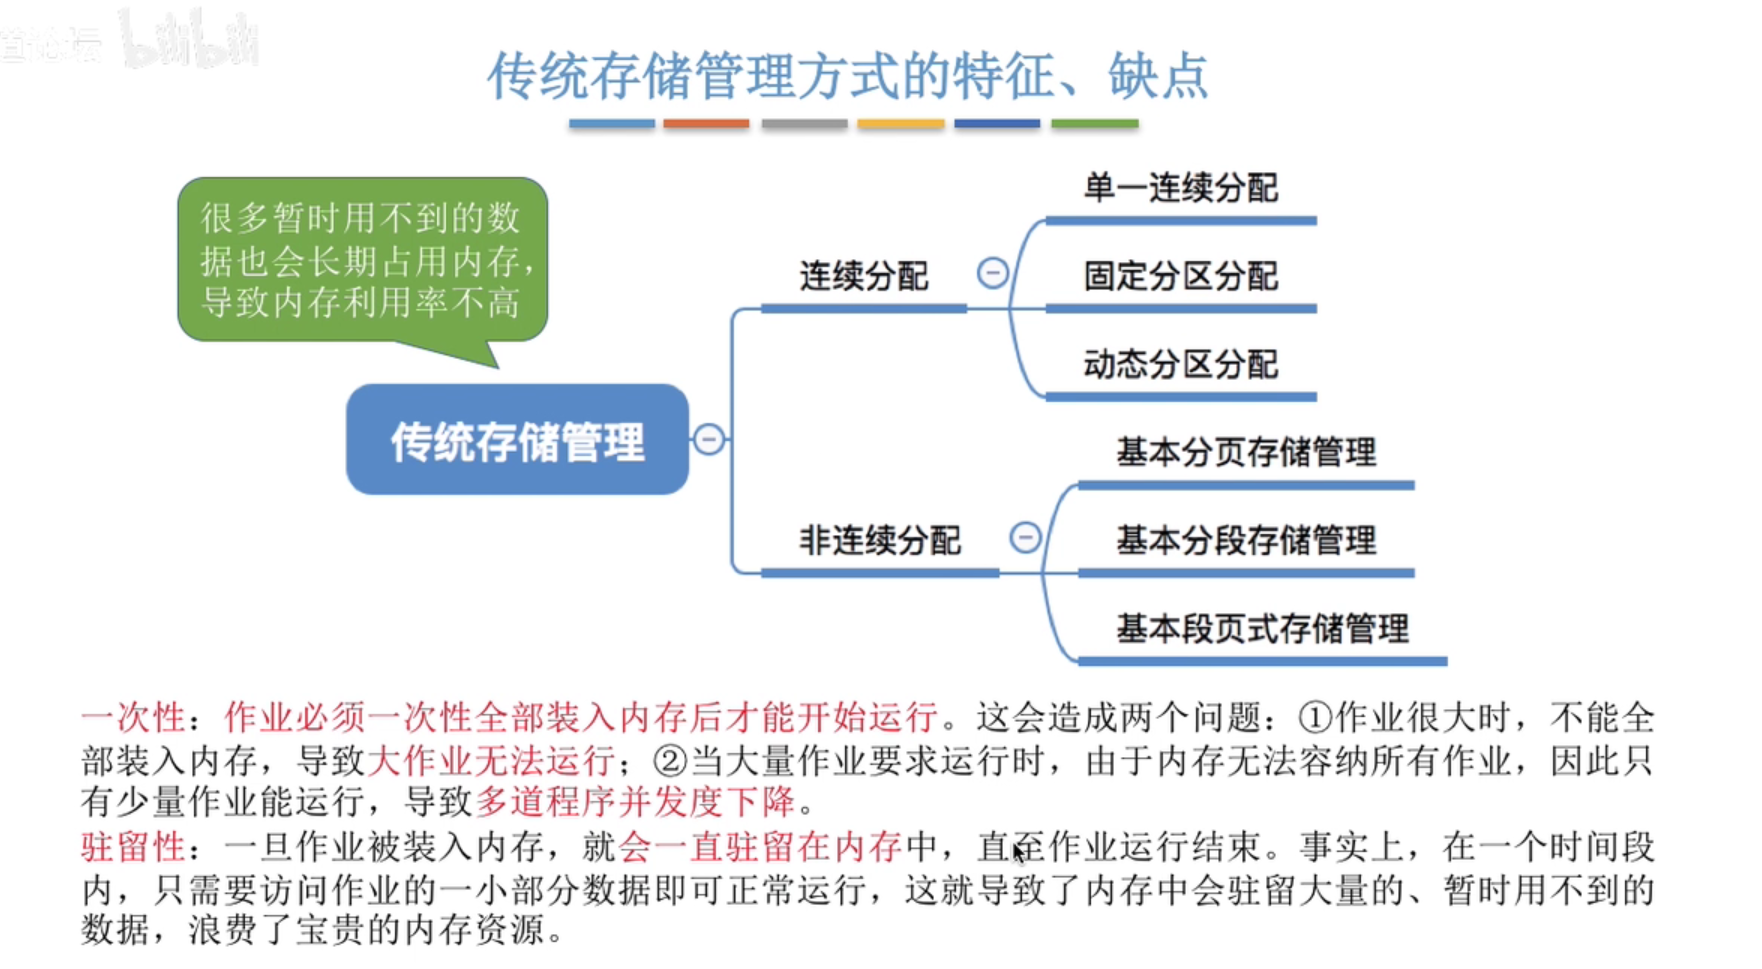 道论坛 bilibili
传统存储管理方式的特征、缺点
很多暂时用不到的数
据也会长期占用内存，
导致内存利用率不高
传统存储管理
连续分配
单一连续分配
固定分区分配
动态分区分配
非连续分配
基本分页存储管理
基本分段存储管理
基本段页式存储管理
一次性：作业必须一次性全部装入内存后才能开始运行。这会造成两个问题：①作业很大时，不能全
部装入内存，导致大作业无法运行；②当大量作业要求运行时，由于内存无法容纳所有作业，因此只
有少量作业能运行，导致多道程序并发度下降。
驻留性：一旦作业被装入内存，就会一直驻留在内存中，直至作业运行结束。事实上，在一个时间段
内，只需要访问作业的一小部分数据即可正常运行，这就导致了内存中会驻留大量的、暂时用不到的
数据，浪费了宝贵的内存资源。